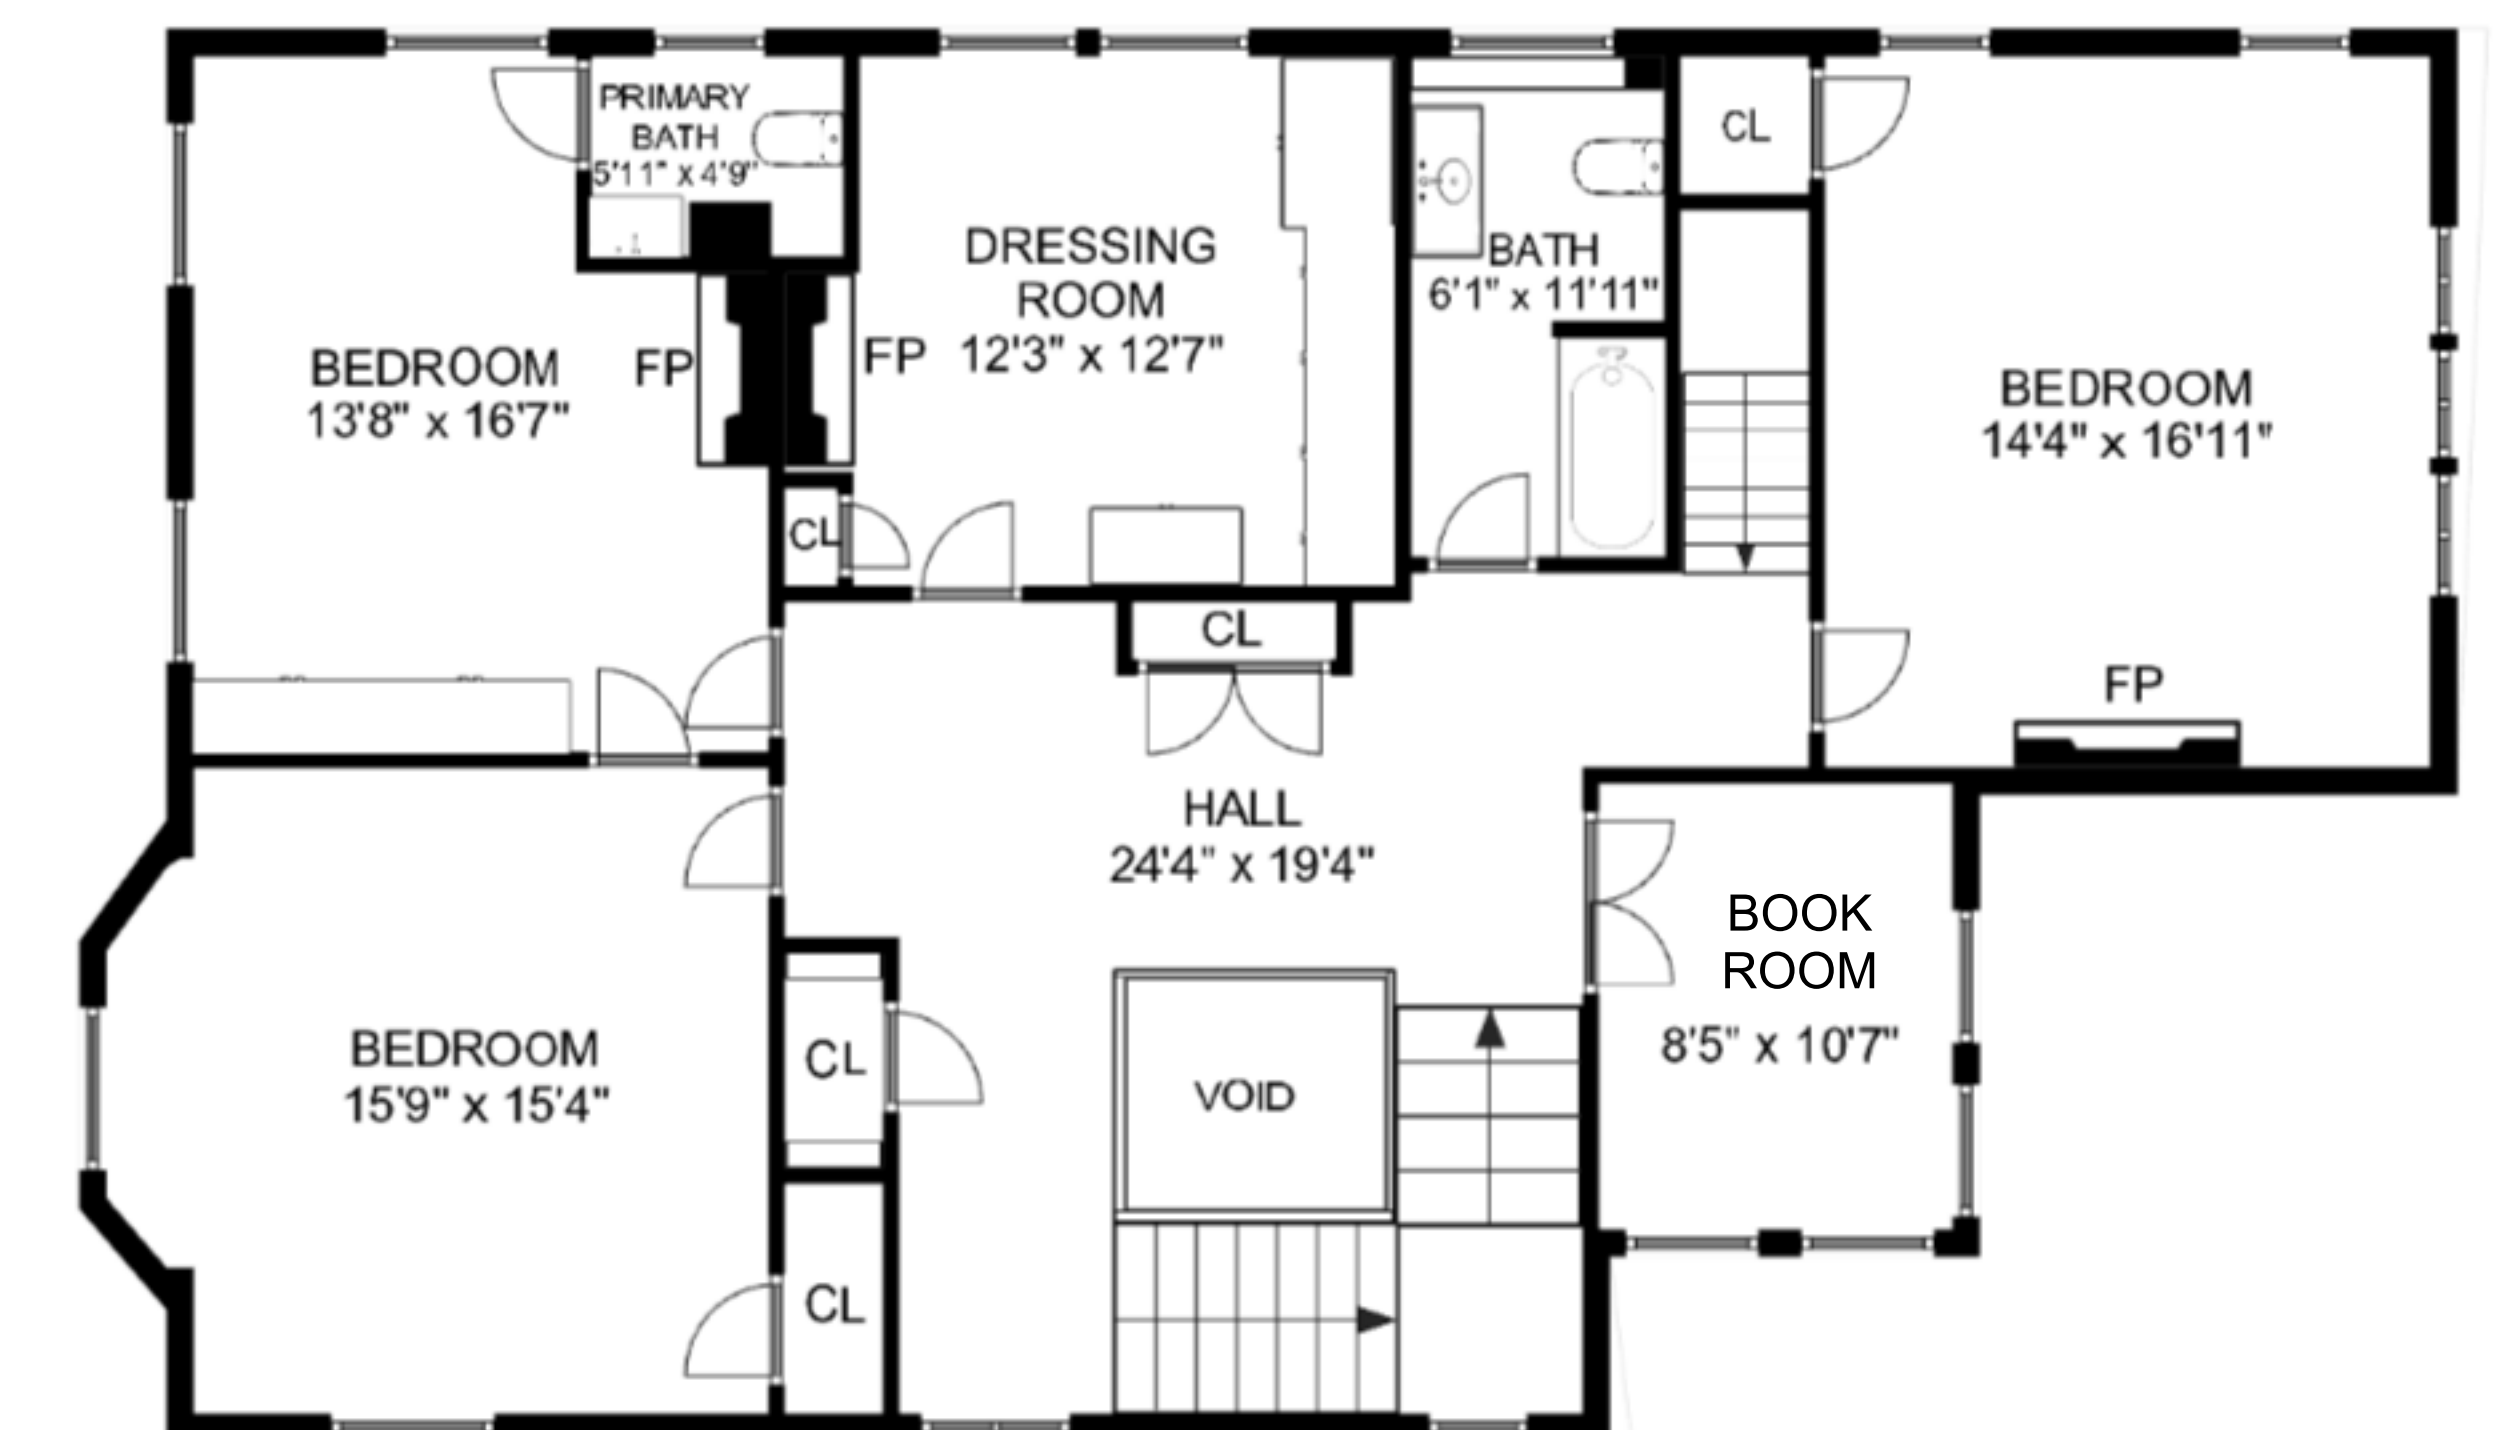 PRIMARY
BATH
5'11" x 4'9"
CL
DRESSING
ROOM
12'3" x 12'7"
BATH
6'1" x 11'11"
BEDROOM
13'8" x 16'7"
FP
FP
BEDROOM
14'4" x 16'11"
CL
CL
FP
HALL
24'4" x 19'4"
BOOK
ROOM
8'5" x 10'7"
BEDROOM
15'9" x 15'4"
CL
VOID
CL